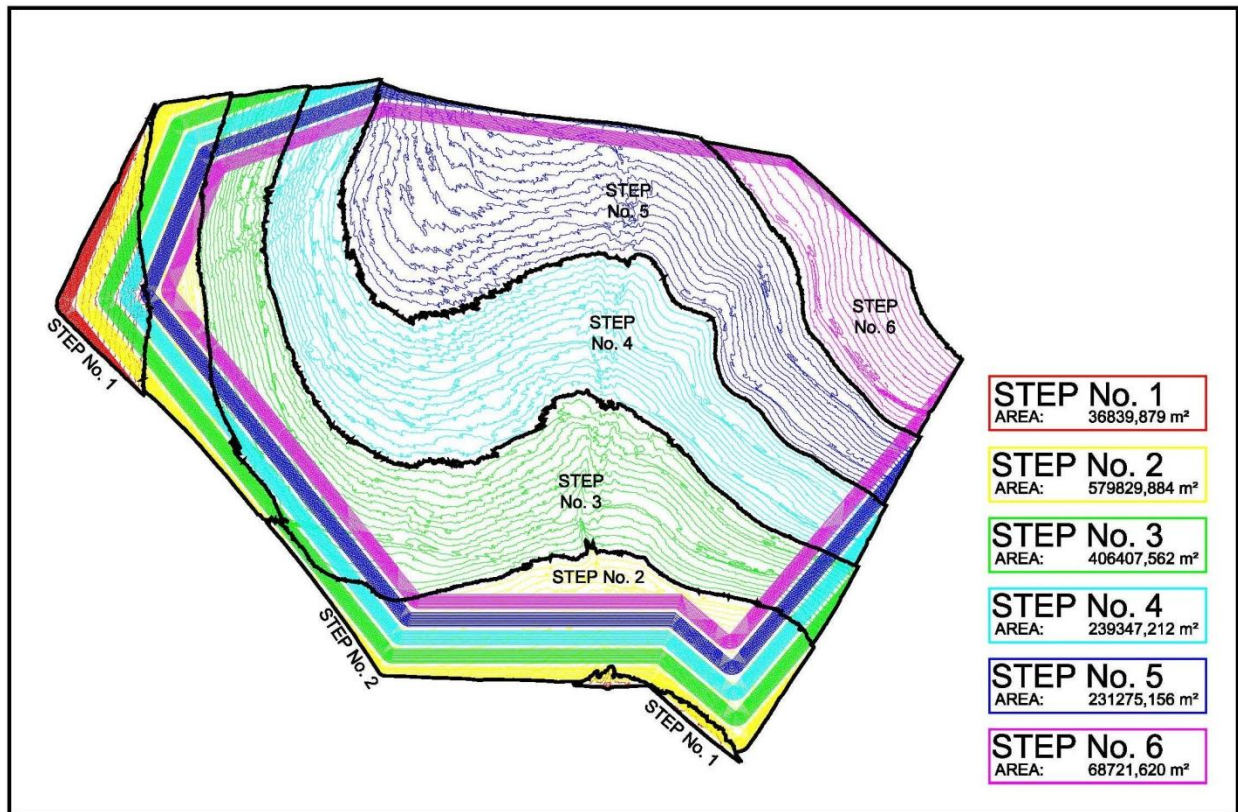 STEP
No. 5
STEP
No. 6
STEP No. 1
STEP
No. 4
STEP
No. 3
STEP No. 2
STEP No. 2
STEP No. 1
STEP No. 1
AREA: 36839,879 m²
STEP No. 2
AREA: 579829,884 m²
STEP No. 3
AREA: 406407,562 m²
STEP No. 4
AREA: 239347,212 m²
STEP No. 5
AREA: 231275,156 m²
STEP No. 6
AREA: 68721,620 m²